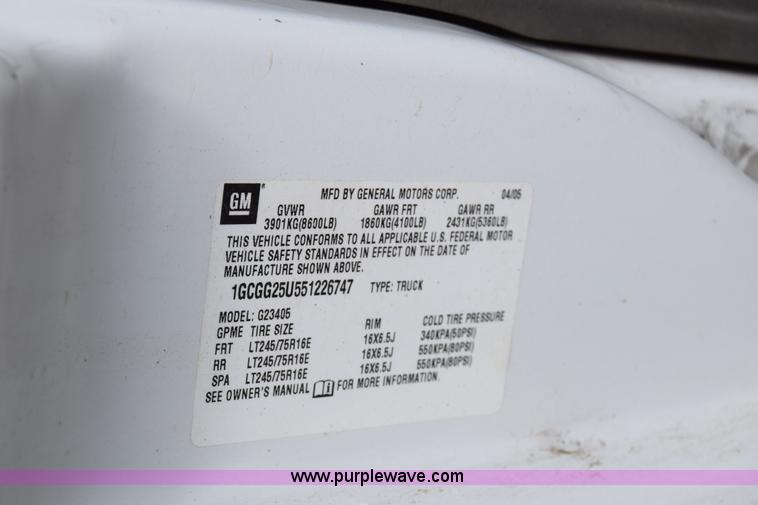 GM® MFD BY GENERAL MOTORS CORP. 04/05
GVWR GAWR FRT GAWR RR
3901KG(8600LB) 1860KG(4100LB) 2431KG(5360LB)
THIS VEHICLE CONFORMS TO ALL APPLICABLE U.S. FEDERAL MOTOR
VEHICLE SAFETY STANDARDS IN EFFECT ON THE DATE OF
MANUFACTURE SHOWN ABOVE.
1GCGG25U551226747 TYPE: TRUCK
MODEL: G23405
GPME TIRE SIZE RIM COLD TIRE PRESSURE
FRT LT245/75R16E 16X6.5J 340KPA(50PSI)
RR LT245/75R16E 16X6.5J 550KPA(80PSI)
SPA LT245/75R16E 16X6.5J 550KPA(80PSI)
SEE OWNER'S MANUAL FOR MORE INFORMATION.
www.purplewave.com